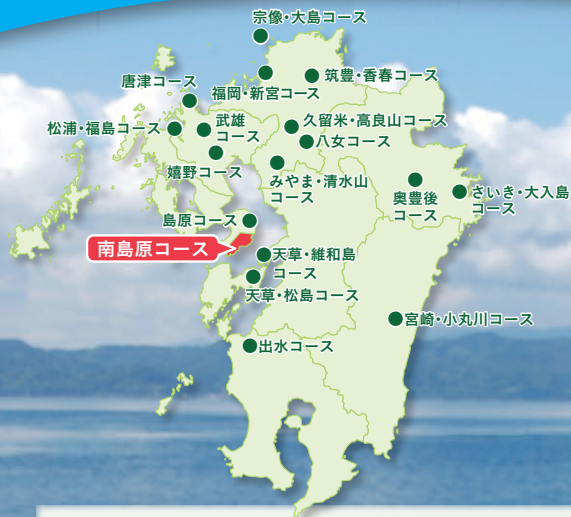 宗像・大島コース
唐津コース
福岡・新宮コース
筑豊・香春コース
松浦・福島コース
武雄
コース
久留米・高良山コース
八女コース
嬉野コース
みやま・清水山
コース
奥豊後
コース
さいき・大入島
コース
島原コース
南島原コース
天草・維和島
コース
天草・松島コース
宮崎・小丸川コース
出水コース